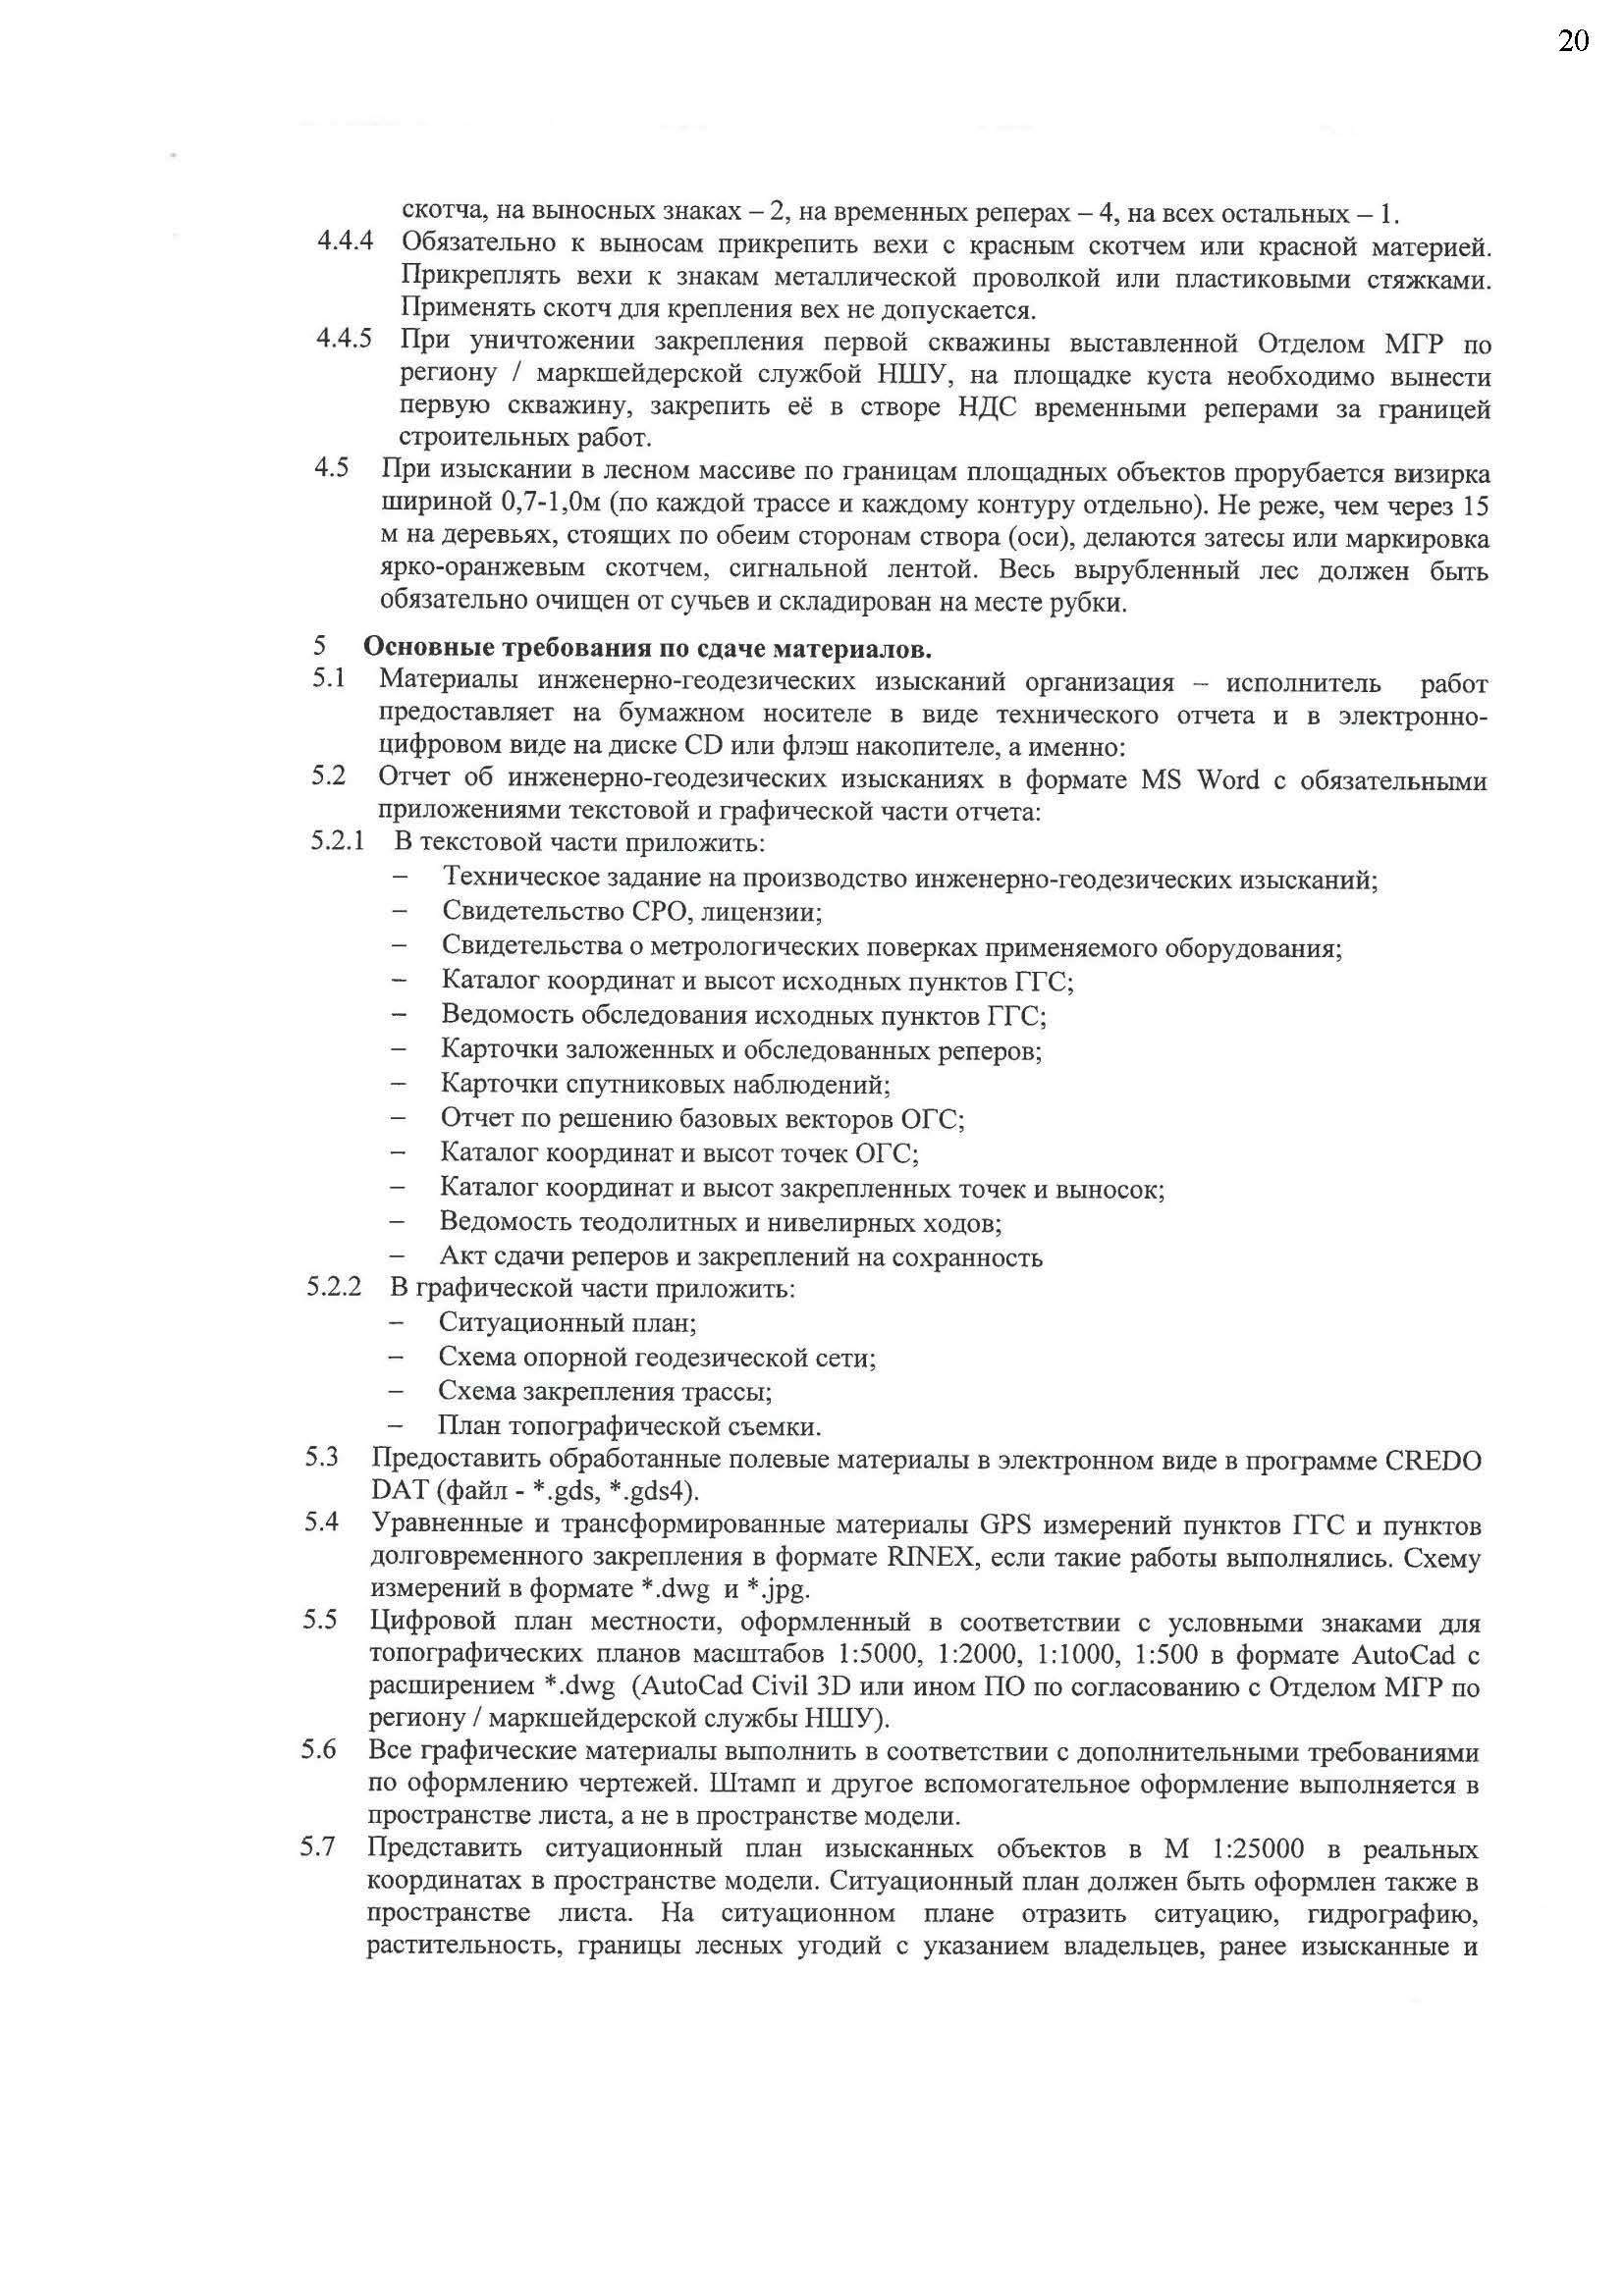 20
скотча, на выносных знаках – 2, на временных реперах – 4, на всех остальных – 1.
4.4.4 Обязательно к выносам прикрепить вехи с красным скотчем или красной материей.
Прикреплять вехи к знакам металлической проволкой или пластиковыми стяжками.
Применять скотч для крепления вех не допускается.
4.4.5 При уничтожении закрепления первой скважины выставленной Отделом МГР по
региону / маркшейдерской службой НШУ, на площадке куста необходимо вынести
первую скважину, закрепить её в створе НДС временными реперами за границей
строительных работ.
4.5 При изыскании в лесном массиве по границам площадных объектов прорубается визирка
шириной 0,7-1,0м (по каждой трассе и каждому контуру отдельно). Не реже, чем через 15
м на деревьях, стоящих по обеим сторонам створа (оси), делаются затесы или маркировка
ярко-оранжевым скотчем, сигнальной лентой. Весь вырубленный лес должен быть
обязательно очищен от сучьев и складирован на месте рубки.
5 Основные требования по сдаче материалов.
5.1 Материалы инженерно-геодезических изысканий организация – исполнитель работ
предоставляет на бумажном носителе в виде технического отчета и в электронно-
цифровом виде на диске CD или флэш накопителе, а именно:
5.2 Отчет об инженерно-геодезических изысканиях в формате MS Word с обязательными
приложениями текстовой и графической части отчета:
5.2.1 В текстовой части приложить:
– Техническое задание на производство инженерно-геодезических изысканий;
– Свидетельство СРО, лицензии;
– Свидетельства о метрологических поверках применяемого оборудования;
– Каталог координат и высот исходных пунктов ГГС;
– Ведомость обследования исходных пунктов ГГС;
– Карточки заложенных и обследованных реперов;
– Карточки спутниковых наблюдений;
– Отчет по решению базовых векторов ОГС;
– Каталог координат и высот точек ОГС;
– Каталог координат и высот закрепленных точек и выносок;
– Ведомость теодолитных и нивелирных ходов;
– Акт сдачи реперов и закреплений на сохранность
5.2.2 В графической части приложить:
– Ситуационный план;
– Схема опорной геодезической сети;
– Схема закрепления трассы;
– План топографической съемки.
5.3 Предоставить обработанные полевые материалы в электронном виде в программе CREDO
DAT (файл - *.gds, *.gds4).
5.4 Уравненные и трансформированные материалы GPS измерений пунктов ГГС и пунктов
долговременного закрепления в формате RINEX, если такие работы выполнялись. Схему
измерений в формате *.dwg и *.jpg.
5.5 Цифровой план местности, оформленный в соответствии с условными знаками для
топографических планов масштабов 1:5000, 1:2000, 1:1000, 1:500 в формате AutoCad с
расширением *.dwg (AutoCad Civil 3D или ином ПО по согласованию с Отделом МГР по
региону / маркшейдерской службы НШУ).
5.6 Все графические материалы выполнить в соответствии с дополнительными требованиями
по оформлению чертежей. Штамп и другое вспомогательное оформление выполняется в
пространстве листа, а не в пространстве модели.
5.7 Представить ситуационный план изысканных объектов в М 1:25000 в реальных
координатах в пространстве модели. Ситуационный план должен быть оформлен также в
пространстве листа. На ситуационном плане отразить ситуацию, гидрографию,
растительность, границы лесных угодий с указанием владельцев, ранее изысканные и